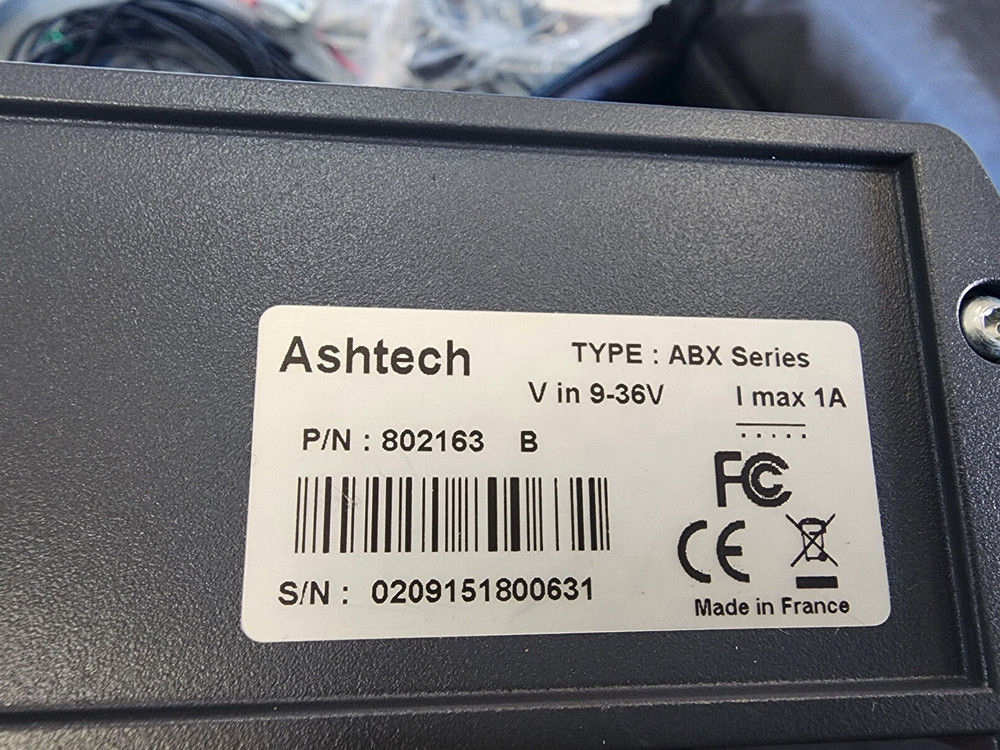 Ashtech
TYPE : ABX Series
V in 9-36V I max 1A
P/N : 802163 B
FC
CE
S/N : 0209151800631
Made in France